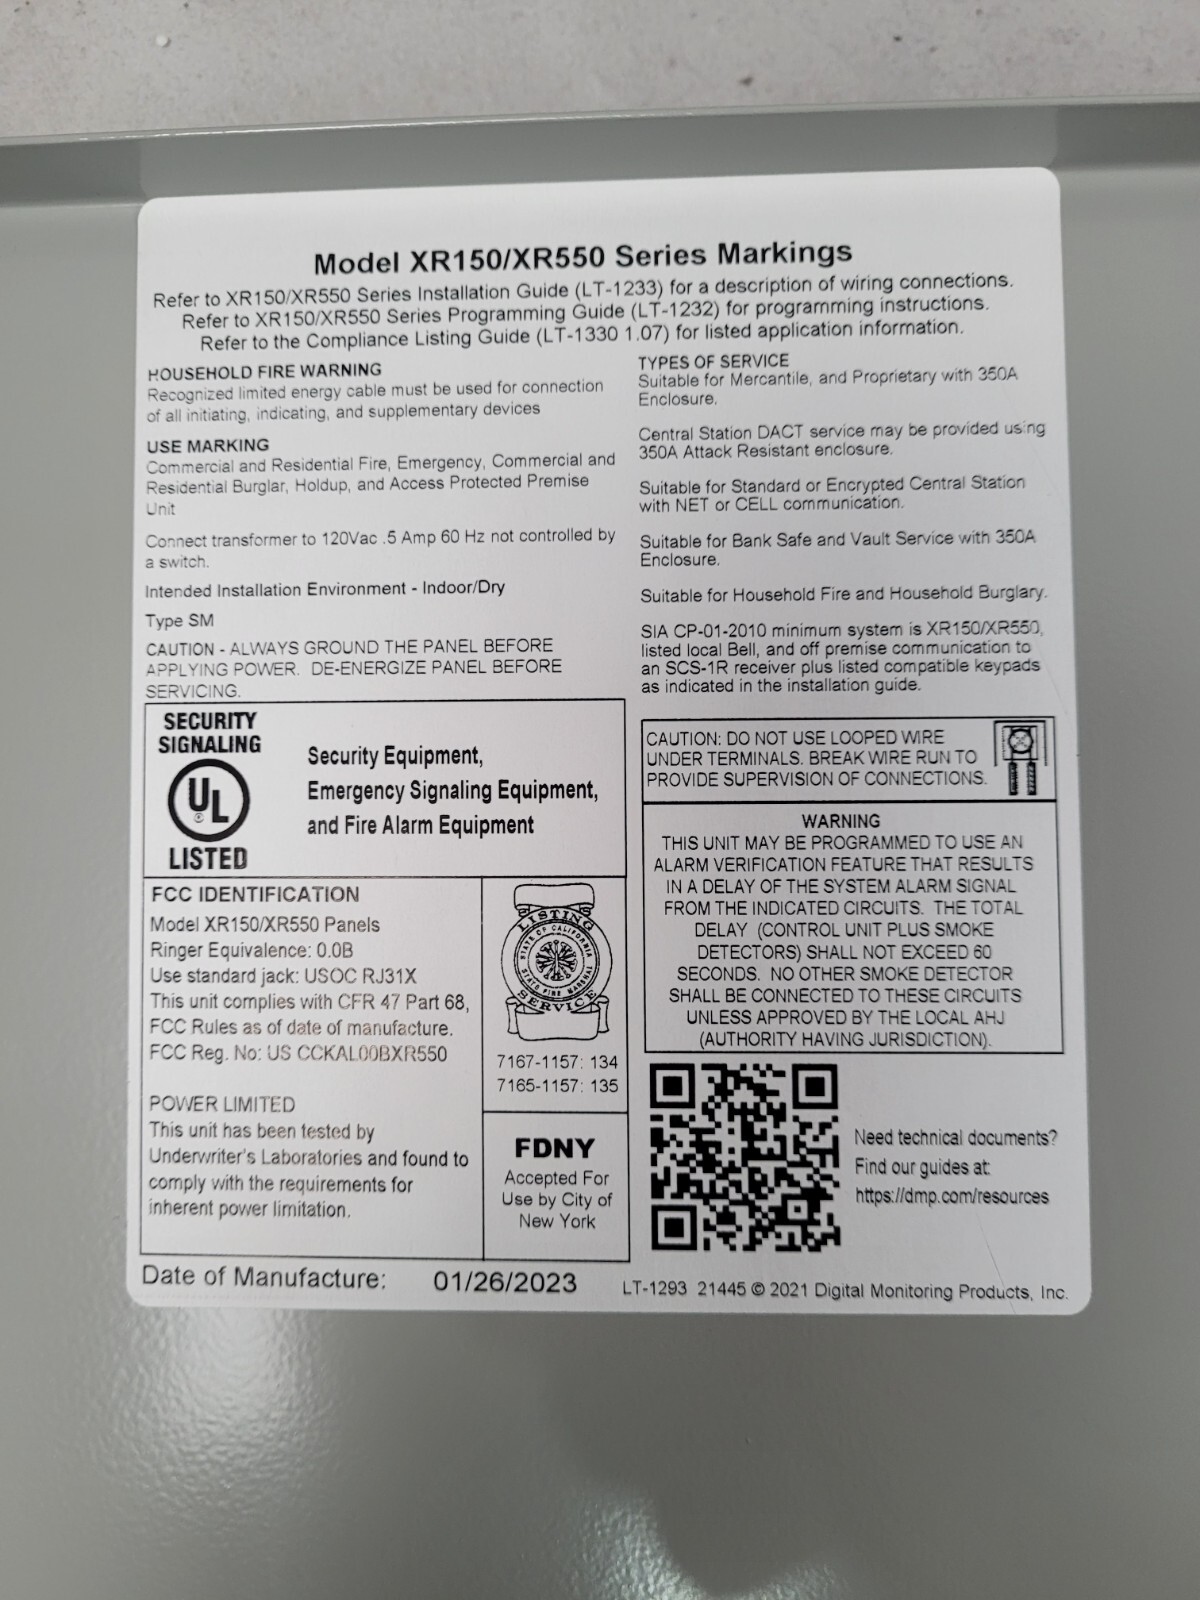 Model XR150/XR550 Series Markings
Refer to XR150/XR550 Series Installation Guide (LT-1233) for a description of wiring connections.
Refer to XR150/XR550 Series Programming Guide (LT-1232) for programming instructions.
Refer to the Compliance Listing Guide (LT-1330 1.07) for listed application information.
HOUSEHOLD FIRE WARNING
Recognized limited energy cable must be used for connection
of all initiating, indicating, and supplementary devices
USE MARKING
Commercial and Residential Fire, Emergency, Commercial and
Residential Burglar, Holdup, and Access Protected Premise
Unit
Connect transformer to 120Vac .5 Amp 60 Hz not controlled by
a switch.
Intended Installation Environment - Indoor/Dry
Type SM
CAUTION - ALWAYS GROUND THE PANEL BEFORE
APPLYING POWER. DE-ENERGIZE PANEL BEFORE
SERVICING.
TYPES OF SERVICE
Suitable for Mercantile, and Proprietary with 350A
Enclosure.
Central Station DACT service may be provided using
350A Attack Resistant enclosure.
Suitable for Standard or Encrypted Central Station
with NET or CELL communication.
Suitable for Bank Safe and Vault Service with 350A
Enclosure.
Suitable for Household Fire and Household Burglary.
SIA CP-01-2010 minimum system is XR150/XR550,
listed local Bell, and off premise communication to
an SCS-1R receiver plus listed compatible keypads
as indicated in the installation guide.
SECURITY
SIGNALING
UL
®
LISTED
Security Equipment,
Emergency Signaling Equipment,
and Fire Alarm Equipment
CAUTION: DO NOT USE LOOPED WIRE
UNDER TERMINALS. BREAK WIRE RUN TO
PROVIDE SUPERVISION OF CONNECTIONS.
WARNING
THIS UNIT MAY BE PROGRAMMED TO USE AN
ALARM VERIFICATION FEATURE THAT RESULTS
IN A DELAY OF THE SYSTEM ALARM SIGNAL
FROM THE INDICATED CIRCUITS. THE TOTAL
DELAY (CONTROL UNIT PLUS SMOKE
DETECTORS) SHALL NOT EXCEED 60
SECONDS. NO OTHER SMOKE DETECTOR
SHALL BE CONNECTED TO THESE CIRCUITS
UNLESS APPROVED BY THE LOCAL AHJ
(AUTHORITY HAVING JURISDICTION).
FCC IDENTIFICATION
Model XR150/XR550 Panels
Ringer Equivalence: 0.0B
Use standard jack: USOC RJ31X
This unit complies with CFR 47 Part 68,
FCC Rules as of date of manufacture.
FCC Reg. No: US CCKAL00BXR550
POWER LIMITED
This unit has been tested by
Underwriter's Laboratories and found to
comply with the requirements for
inherent power limitation.
LISTING
STATE OF CALIFORNIA
STATE FIRE MARSHAL
SERVICE
7167-1157: 134
7165-1157: 135
FDNY
Accepted For
Use by City of
New York
Need technical documents?
Find our guides at:
https://dmp.com/resources
Date of Manufacture: 01/26/2023
LT-1293 21445 © 2021 Digital Monitoring Products, Inc.